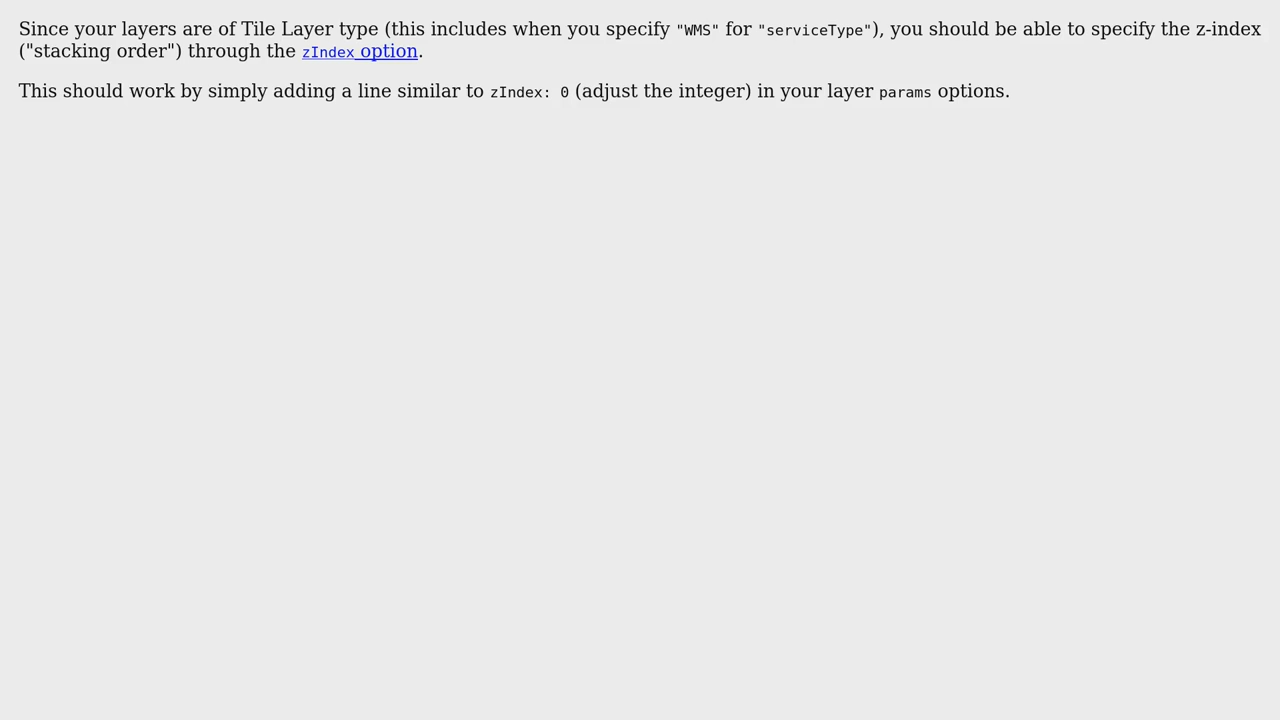 Since your layers are of Tile Layer type (this includes when you specify "WMS" for "serviceType"), you should be able to specify the z-index
("stacking order") through the zIndex option.
This should work by simply adding a line similar to zIndex: 0 (adjust the integer) in your layer params options.